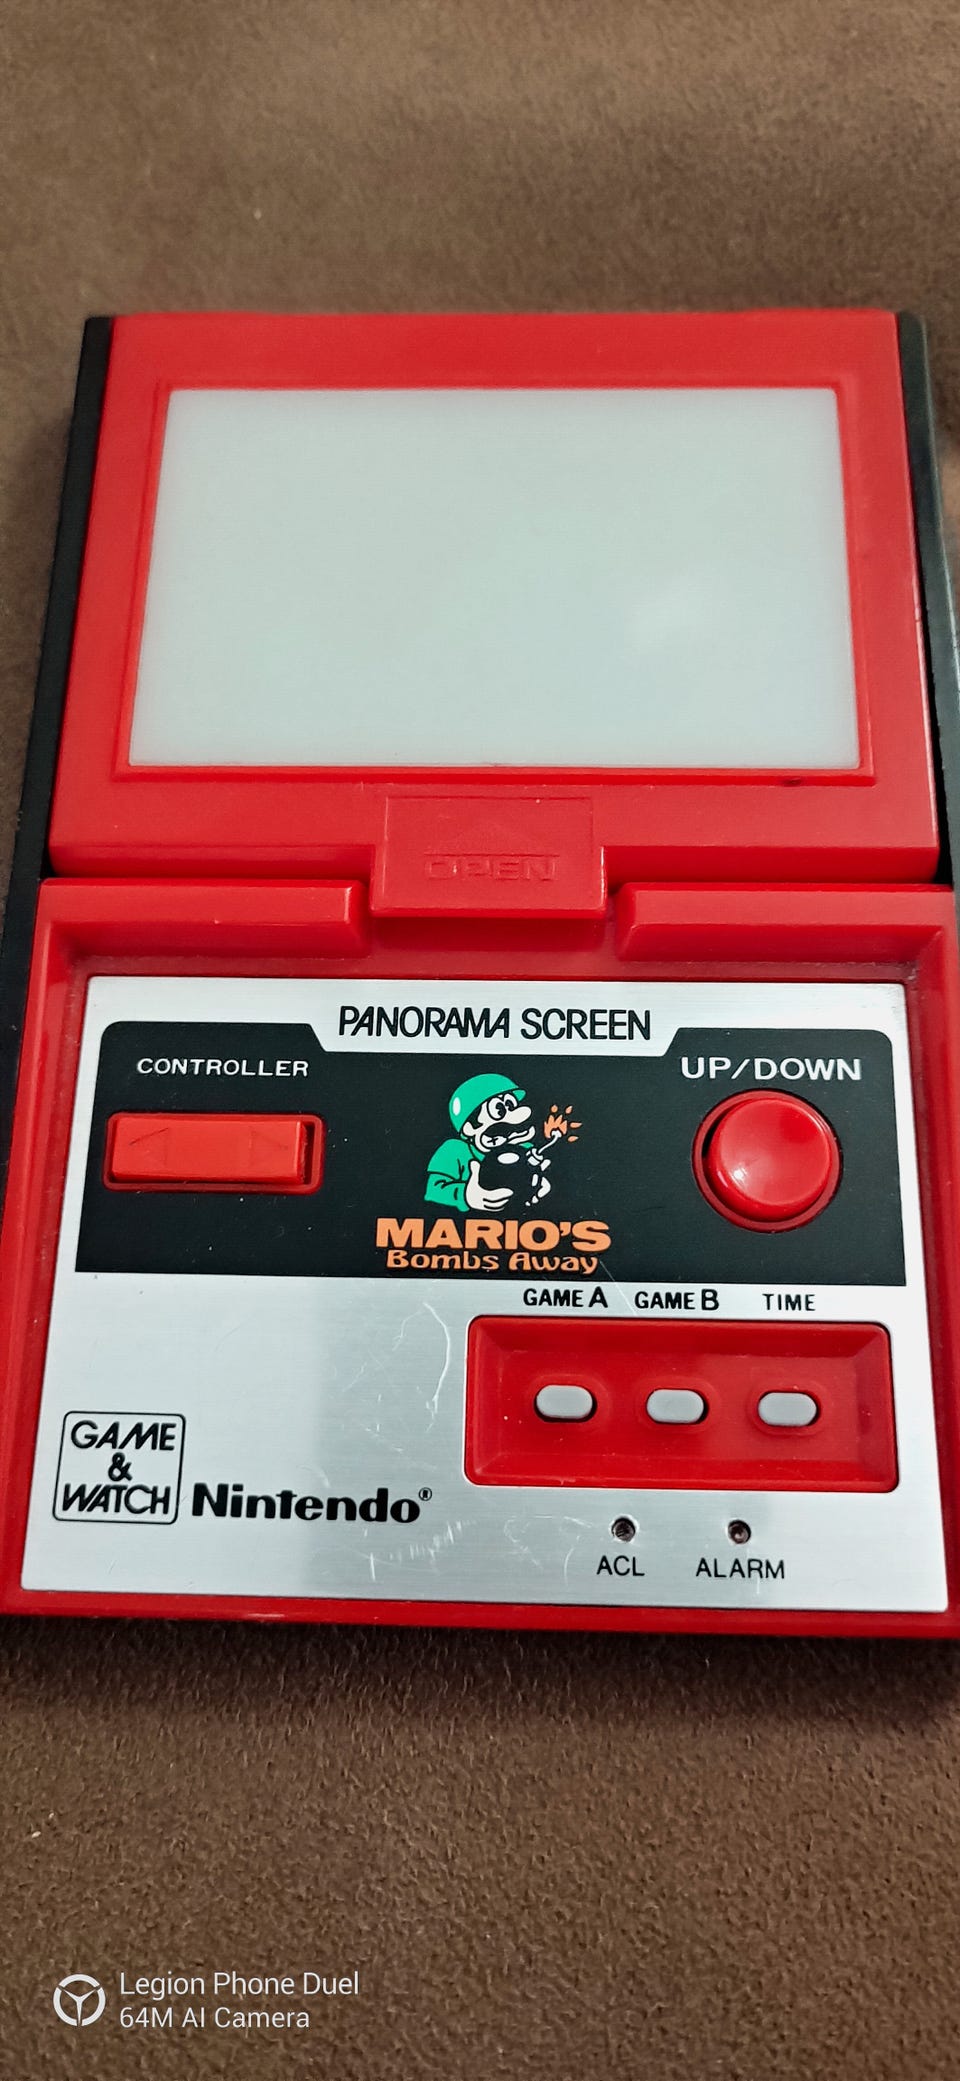 OPEN
PANORAMA SCREEN
CONTROLLER
UP/DOWN
MARIO'S
Bombs Away
GAME A GAME B TIME
GAME
&
WATCH
Nintendo®
ACL ALARM
Legion Phone Duel
64M AI Camera